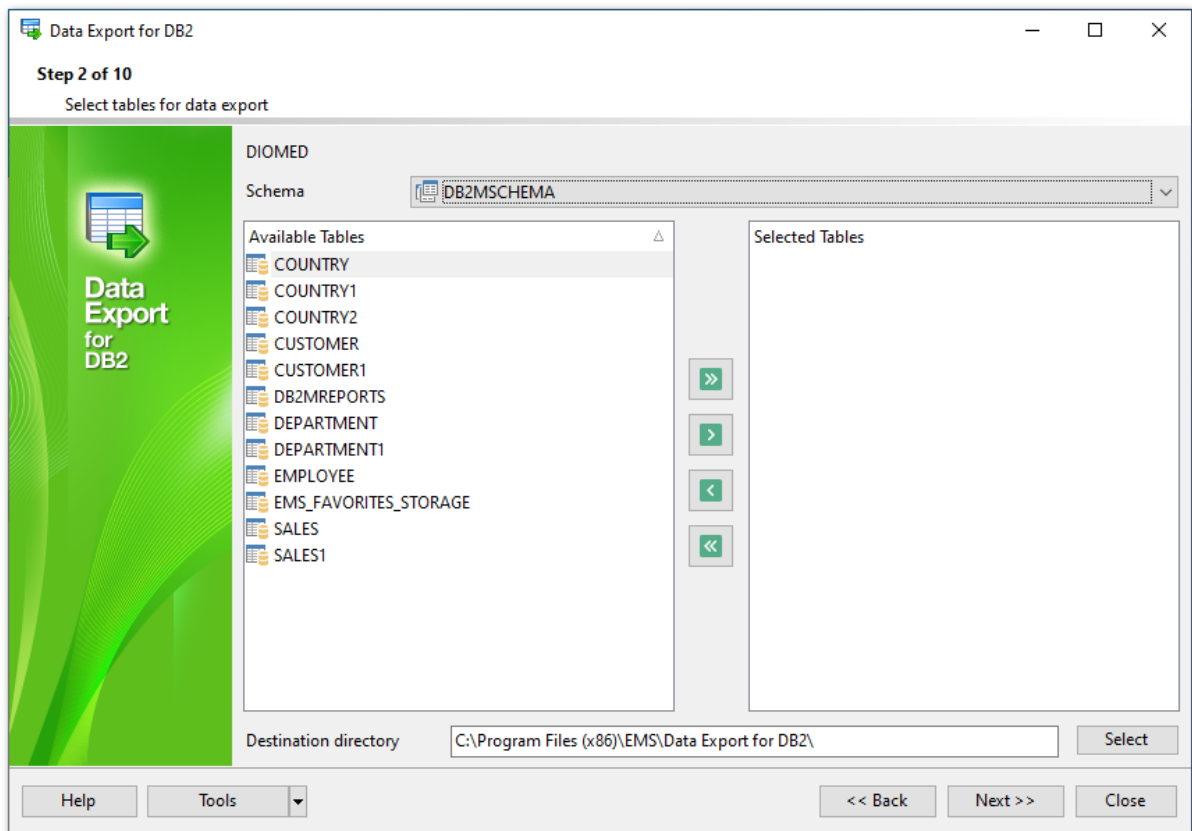 Data Export for DB2
Step 2 of 10
Select tables for data export
Data
Export
for
DB2
DIOMED
Schema
DB2MSCHEMA
Available Tables
COUNTRY
COUNTRY1
COUNTRY2
CUSTOMER
CUSTOMER1
DB2MREPORTS
DEPARTMENT
DEPARTMENT1
EMPLOYEE
EMS_FAVORITES_STORAGE
SALES
SALES1
Selected Tables
Destination directory
C:\Program Files (x86)\EMS\Data Export for DB2\
Select
Help
Tools
<< Back
Next >>
Close